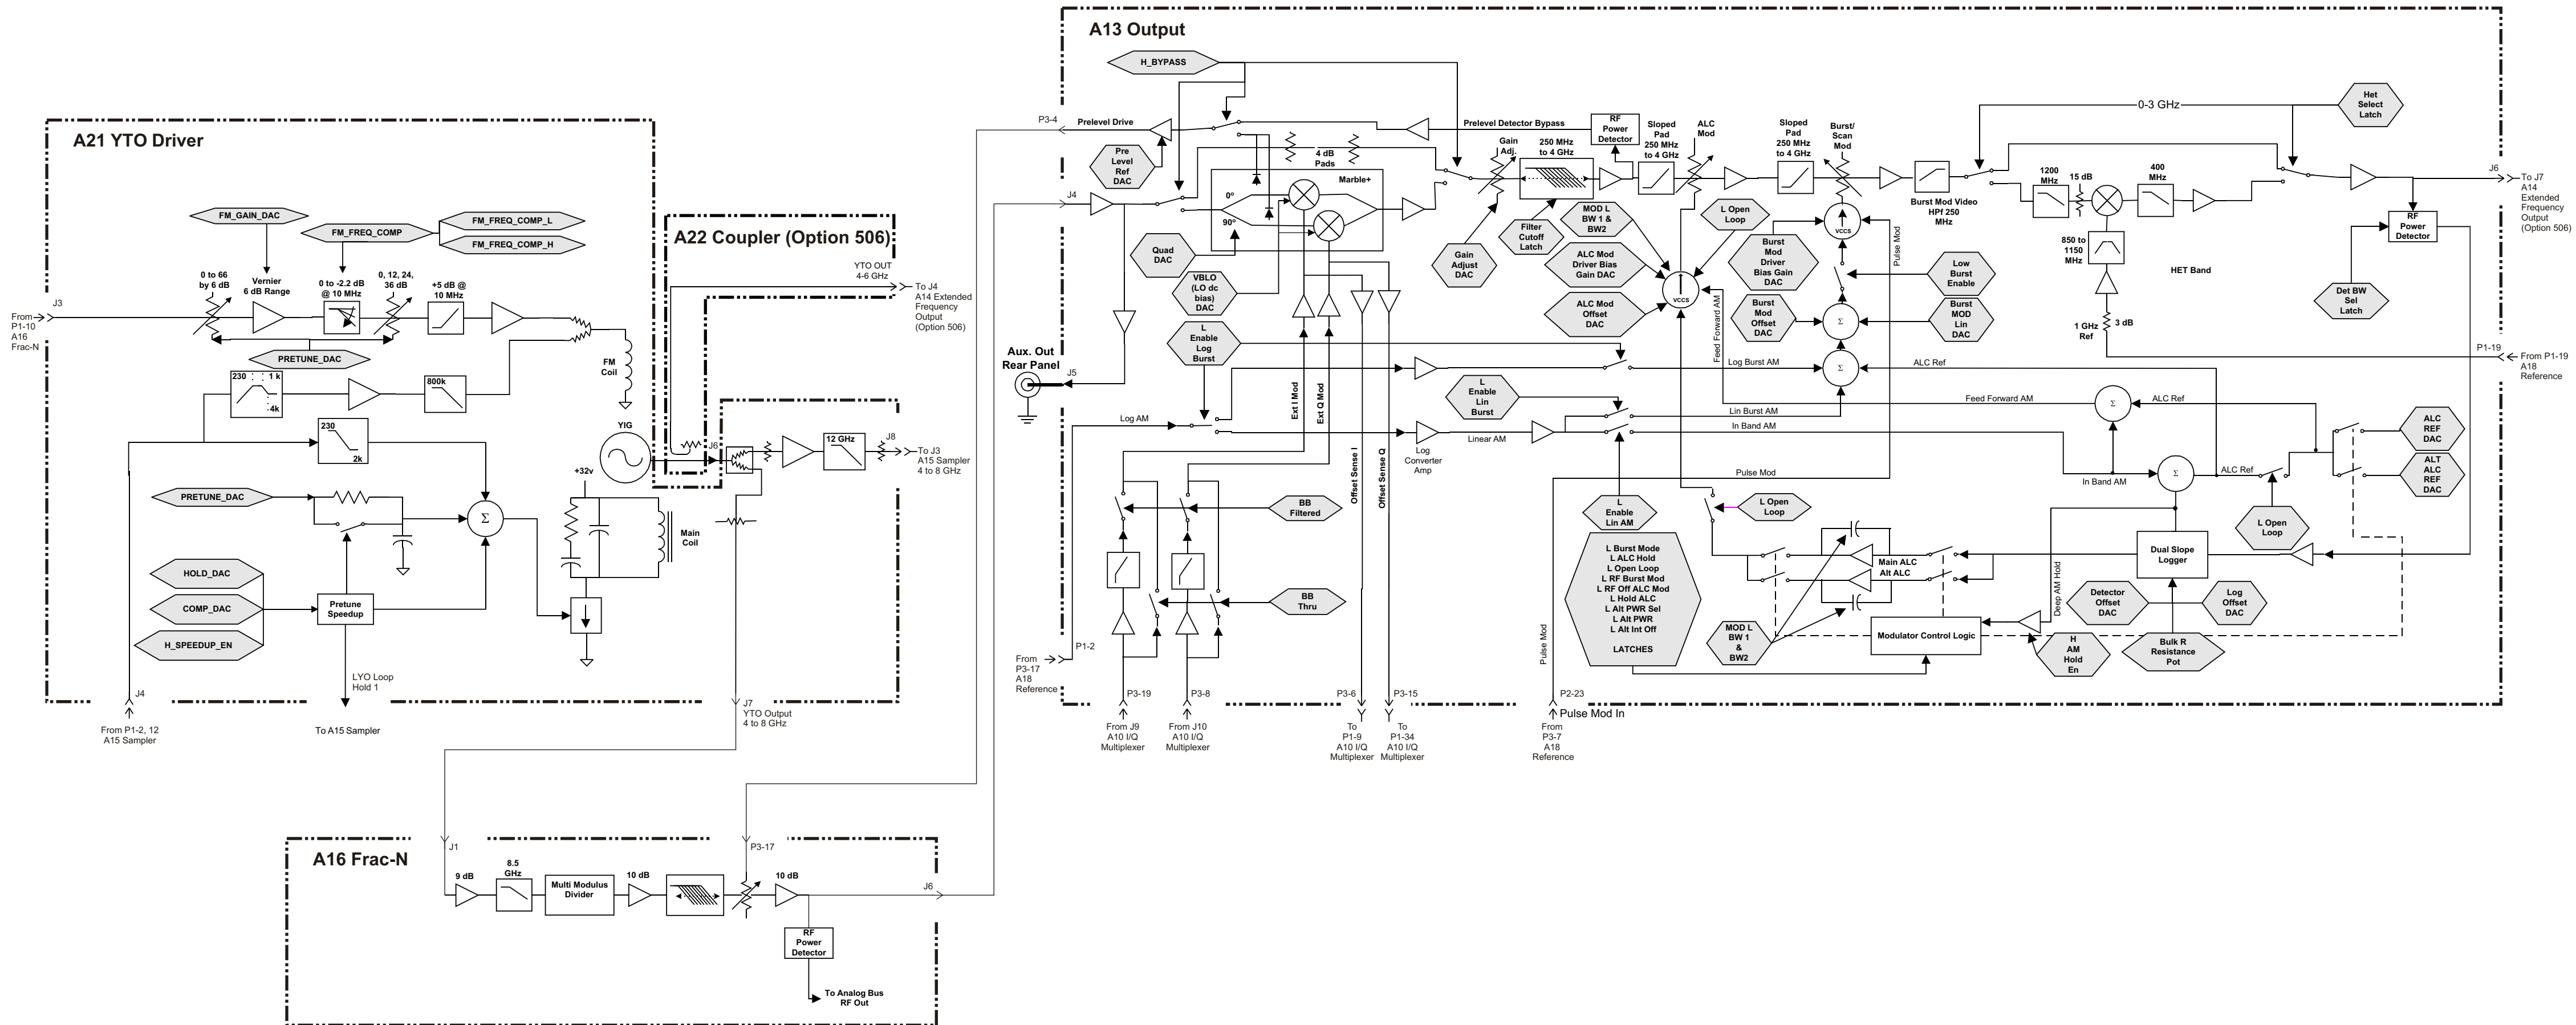 A13 Output
H_BYPASS
P3-4
Prelevel Drive
Prelevel Detector Bypass
RF
Power
Detector
Pre
Level
Ref
DAC
4 dB
Pads
Gain
Adj.
250 MHz
to 4 GHz
Sloped
Pad
250 MHz
to 4 GHz
ALC
Mod
Sloped
Pad
250 MHz
to 4 GHz
Burst/
Scan
Mod
0-3 GHz
Het
Select
Latch
J4
0º
90º
Marble+
Burst Mod Video
HPf 250
MHz
1200
MHz
15 dB
400
MHz
J6
To J7
A14
Extended
Frequency
Output
(Option 506)
RF
Power
Detector
850 to
1150
MHz
HET Band
1 GHz
Ref
3 dB
Det BW
Sel
Latch
P1-19
From P1-19
A18
Reference
Quad
DAC
VBLO
(LO dc
bias)
DAC
L
Enable
Log
Burst
Gain
Adjust
DAC
Filter
Cutoff
Latch
MOD L
BW 1 &
BW2
L Open
Loop
ALC Mod
Driver Bias
Gain DAC
ALC Mod
Offset
DAC
VCCS
VCCS
Burst
Mod
Driver
Bias Gain
DAC
Burst
Mod
Offset
DAC
Low
Burst
Enable
Burst
MOD
Lin
DAC
Σ
Σ
Pulse Mod
Feed Forward AM
Aux. Out
Rear Panel
J5
Log AM
Log Burst AM
ALC Ref
L
Enable
Lin
Burst
Lin Burst AM
Feed Forward AM
Σ
ALC Ref
In Band AM
Linear AM
Log
Converter
Amp
Ext I Mod
Ext Q Mod
Offset Sense I
Offset Sense Q
Pulse Mod
In Band AM
Σ
ALC Ref
ALC
REF
DAC
ALT
ALC
REF
DAC
BB
Filtered
BB
Thru
L
Enable
Lin AM
L Open
Loop
L Open
Loop
L Burst Mode
L ALC Hold
L Open Loop
L RF Burst Mod
L RF Off ALC Mod
L Hold ALC
L Alt PWR Sel
L Alt PWR
L Alt Int Off
LATCHES
Main ALC
Alt ALC
MOD L
BW 1
&
BW2
Modulator Control Logic
Deep AM Hold
H
AM
Hold
En
Dual Slope
Logger
Detector
Offset
DAC
Log
Offset
DAC
Bulk R
Resistance
Pot
Pulse Mod
P1-2
From
P3-17
A18
Reference
P3-19
From J9
A10 I/Q
Multiplexer
P3-8
From J10
A10 I/Q
Multiplexer
P3-6
To
P1-9
A10 I/Q
Multiplexer
P3-15
To
P1-34
A10 I/Q
Multiplexer
P2-23
Pulse Mod In
From
P3-7
A18
Reference
A21 YTO Driver
FM_GAIN_DAC
FM_FREQ_COMP
FM_FREQ_COMP_L
FM_FREQ_COMP_H
J3
From
P1-10
A16
Frac-N
0 to 66
by 6 dB
Vernier
6 dB Range
0 to -2.2 dB
@ 10 MHz
0, 12, 24,
36 dB
+5 dB @
10 MHz
PRETUNE_DAC
FM
Coil
230
1 k
4k
800k
230
2k
YIG
+32v
Main
Coil
PRETUNE_DAC
Σ
HOLD_DAC
COMP_DAC
H_SPEEDUP_EN
Pretune
Speedup
LYO Loop
Hold 1
To A15 Sampler
J4
From P1-2, 12
A15 Sampler
A22 Coupler (Option 506)
YTO OUT
4-6 GHz
To J4
A14 Extended
Frequency
Output
(Option 506)
J6
12 GHz
J8
To J3
A15 Sampler
4 to 8 GHz
J7
YTO Output
4 to 8 GHz
A16 Frac-N
J1
P3-17
9 dB
8.5
GHz
Multi Modulus
Divider
10 dB
10 dB
J6
RF
Power
Detector
To Analog Bus
RF Out